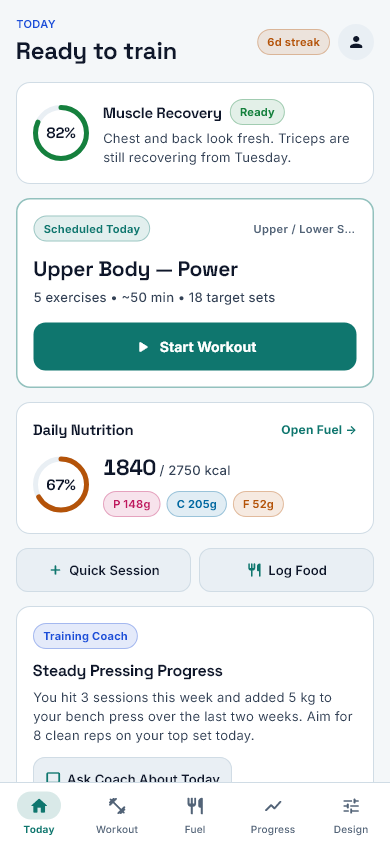 TODAY
Ready to train
6d streak
82%
Muscle Recovery
Ready
Chest and back look fresh. Triceps are
still recovering from Tuesday.
Scheduled Today
Upper / Lower S...
Upper Body — Power
5 exercises • ~50 min • 18 target sets
Start Workout
Daily Nutrition
Open Fuel →
67%
1840 / 2750 kcal
P 148g
C 205g
F 52g
Quick Session
Log Food
Training Coach
Steady Pressing Progress
You hit 3 sessions this week and added 5 kg to
your bench press over the last two weeks. Aim for
8 clean reps on your top set today.
Ask Coach About Today
Today
Workout
Fuel
Progress
Design